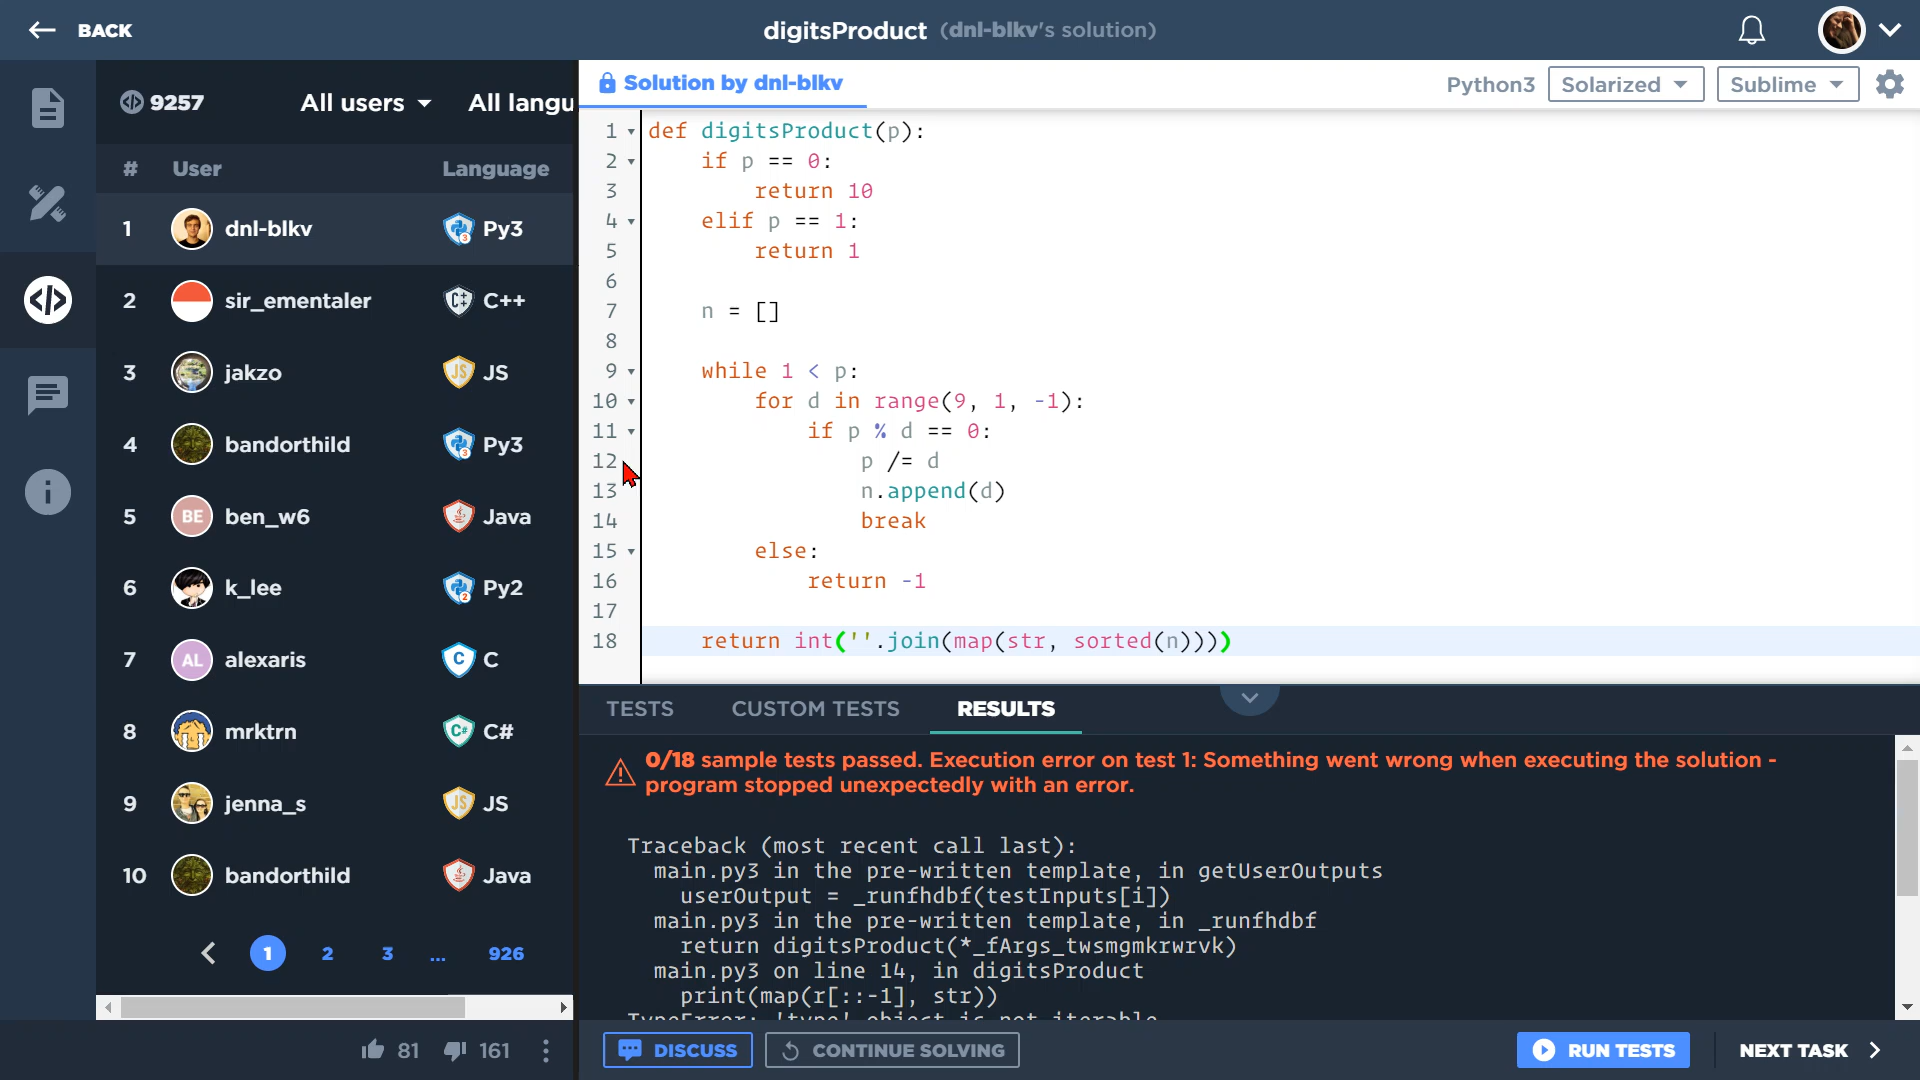 BACK
digitsProduct (dnl-blkv's solution)
9257
All users
All langu
Solution by dnl-blkv
Python3
Solarized
Sublime
# User Language
1 dnl-blkv Py3
2 sir_ementaler C++
3 jakzo JS
4 bandorthild Py3
5 BE ben_w6 Java
6 k_lee Py2
7 AL alexaris C
8 mrktrn C#
9 jenna_s JS
10 bandorthild Java
1 2 3 ... 926
81 161
1 def digitsProduct(p):
2     if p == 0:
3         return 10
4     elif p == 1:
5         return 1
6
7     n = []
8
9     while 1 < p:
10         for d in range(9, 1, -1):
11             if p % d == 0:
12                 p /= d
13                 n.append(d)
14                 break
15         else:
16             return -1
17
18     return int(''.join(map(str, sorted(n))))
TESTS
CUSTOM TESTS
RESULTS
0/18 sample tests passed. Execution error on test 1: Something went wrong when executing the solution -
program stopped unexpectedly with an error.
Traceback (most recent call last):
  main.py3 in the pre-written template, in getUserOutputs
    userOutput = _runfhdbf(testInputs[i])
  main.py3 in the pre-written template, in _runfhdbf
    return digitsProduct(*_fArgs_twsmgmkrwrvk)
  main.py3 on line 14, in digitsProduct
    print(map(r[::-1], str))
TypeError: 'type' object is not iterable
DISCUSS
CONTINUE SOLVING
RUN TESTS
NEXT TASK